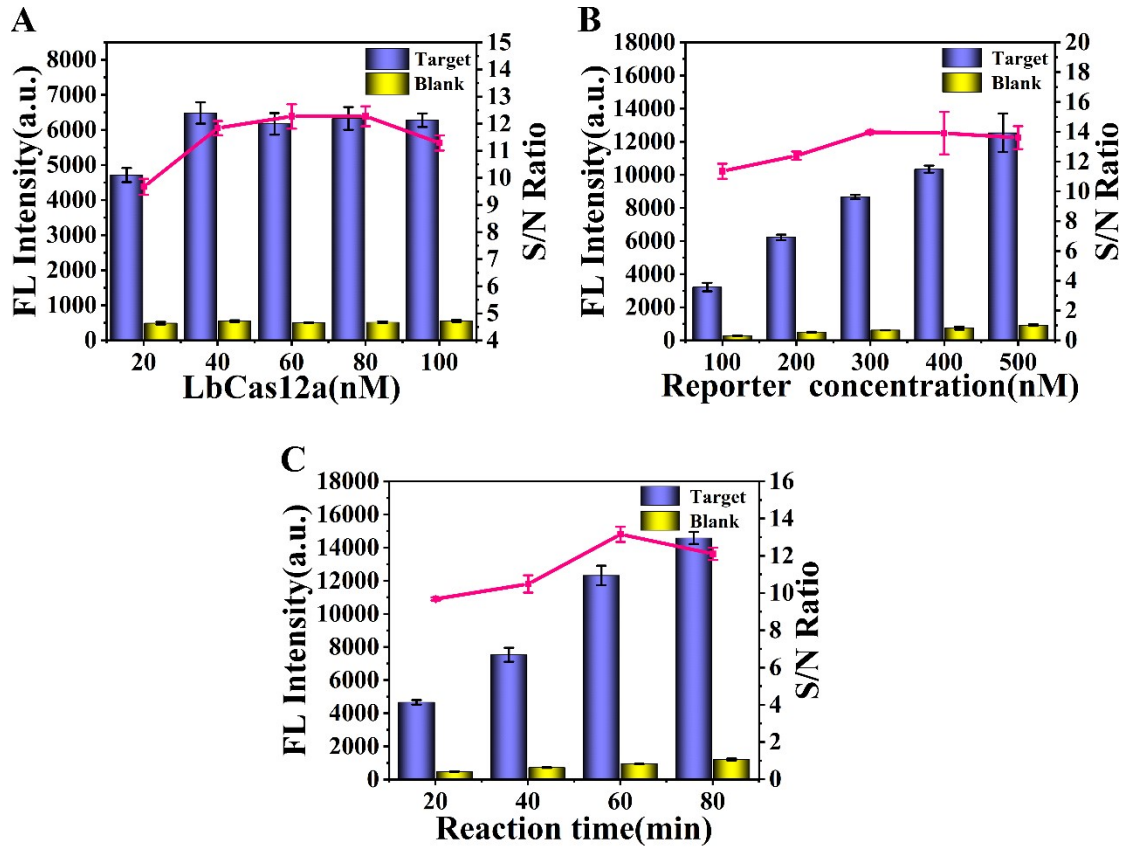 A
FL Intensity(a.u.)
8000
7000
6000
5000
4000
3000
2000
1000
0
Target
Blank
15
14
13
12
11
10
9
8
7
6
5
4
S/N Ratio
20 40 60 80 100
LbCas12a(nM)
B
FL Intensity(a.u.)
18000
16000
14000
12000
10000
8000
6000
4000
2000
0
Target
Blank
20
18
16
14
12
10
8
6
4
2
0
S/N Ratio
100 200 300 400 500
Reporter concentration(nM)
C
FL Intensity(a.u.)
18000
16000
14000
12000
10000
8000
6000
4000
2000
0
Target
Blank
16
14
12
10
8
6
4
2
0
S/N Ratio
20 40 60 80
Reaction time(min)